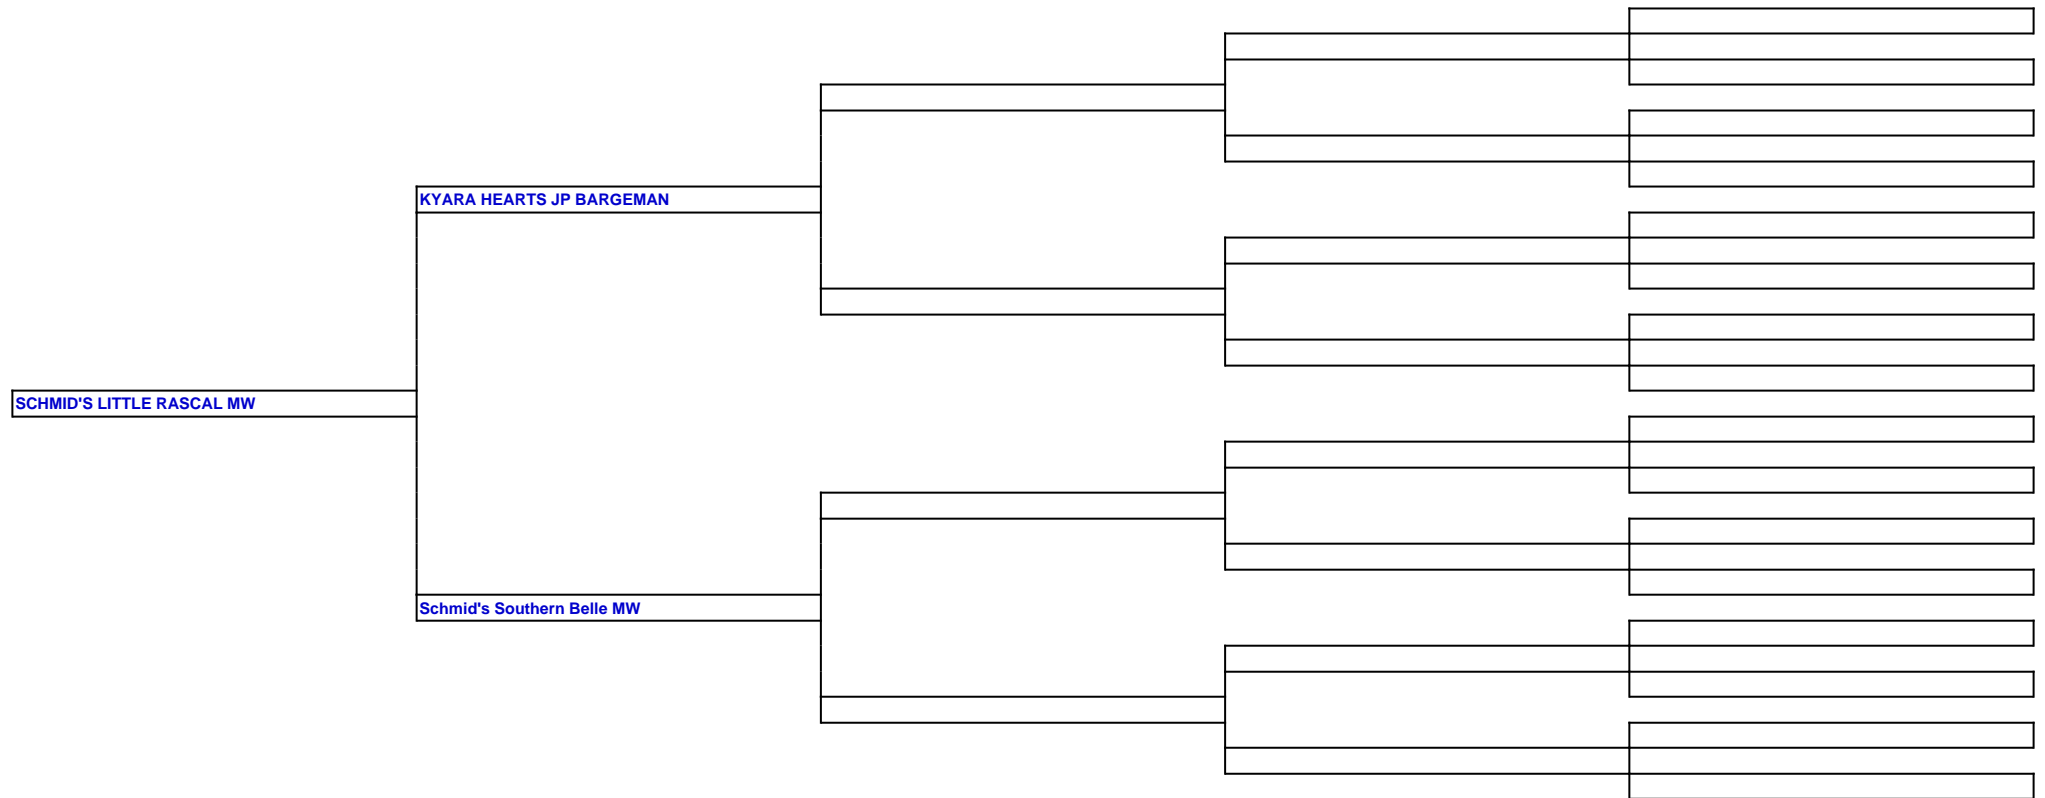 KYARA HEARTS JP BARGEMAN
SCHMID'S LITTLE RASCAL MW
Schmid's Southern Belle MW